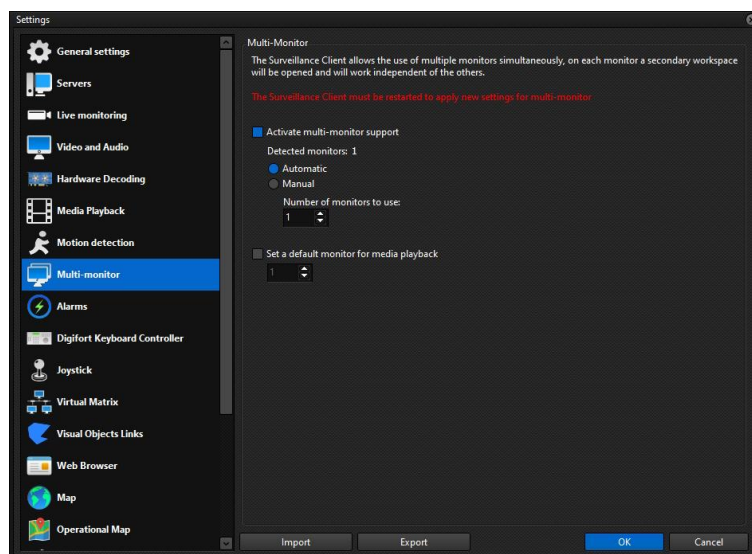 Settings
General settings
Servers
Live monitoring
Video and Audio
Hardware Decoding
Media Playback
Motion detection
Multi-monitor
Alarms
Digifort Keyboard Controller
Joystick
Virtual Matrix
Visual Objects Links
Web Browser
Map
Operational Map
Multi-Monitor
The Surveillance Client allows the use of multiple monitors simultaneously, on each monitor a secondary workspace
will be opened and will work independent of the others.
The Surveillance Client must be restarted to apply new settings for multi-monitor
Activate multi-monitor support
Detected monitors: 1
Automatic
Manual
Number of monitors to use:
1
Set a default monitor for media playback
1
Import
Export
OK
Cancel